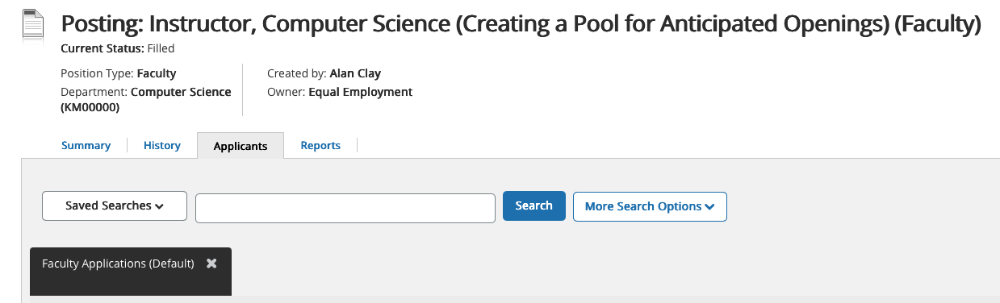 Posting: Instructor, Computer Science (Creating a Pool for Anticipated Openings) (Faculty)
Current Status: Filled
Position Type: Faculty
Department: Computer Science
(KM00000)
Created by: Alan Clay
Owner: Equal Employment
Summary
History
Applicants
Reports
Saved Searches
Search
More Search Options
Faculty Applications (Default)